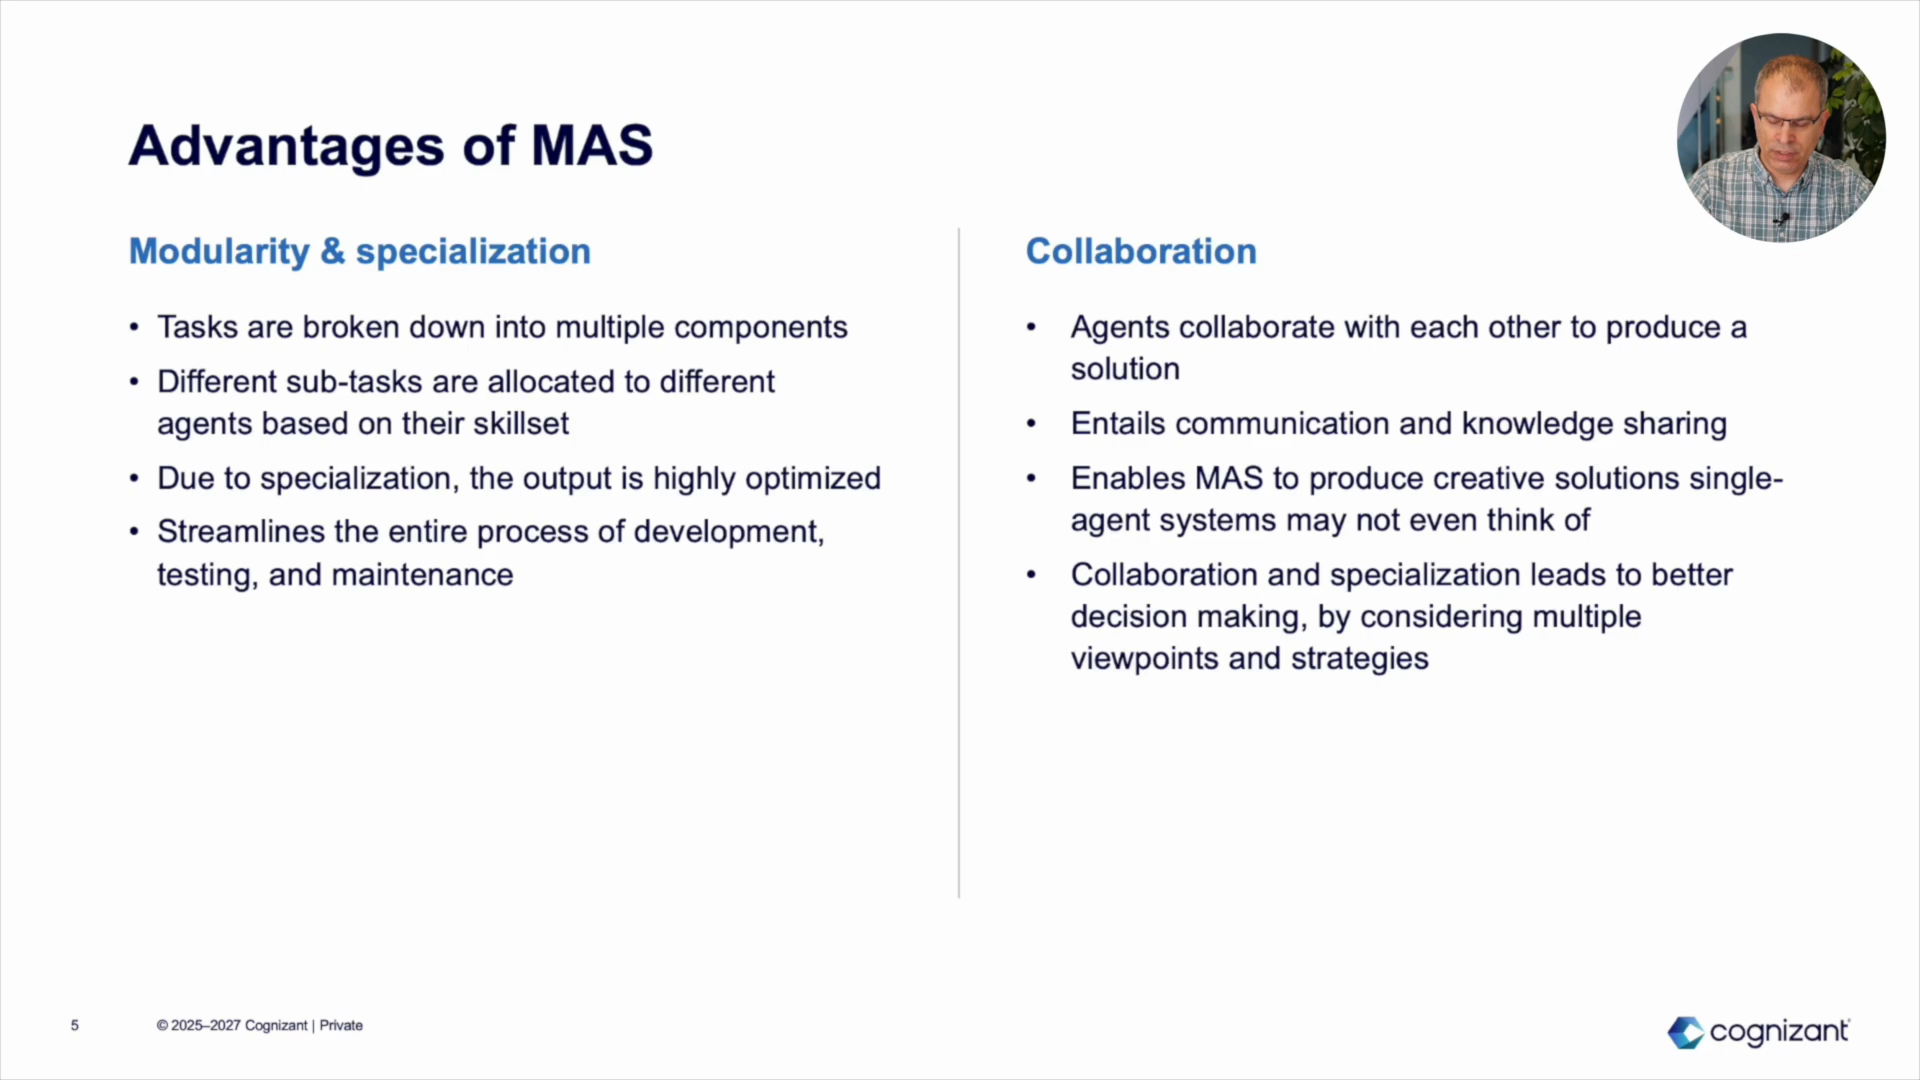 Advantages of MAS
Modularity & specialization
• Tasks are broken down into multiple components
• Different sub-tasks are allocated to different
agents based on their skillset
• Due to specialization, the output is highly optimized
• Streamlines the entire process of development,
testing, and maintenance
Collaboration
• Agents collaborate with each other to produce a
solution
• Entails communication and knowledge sharing
• Enables MAS to produce creative solutions single-
agent systems may not even think of
• Collaboration and specialization leads to better
decision making, by considering multiple
viewpoints and strategies
5
© 2025–2027 Cognizant | Private
cognizant